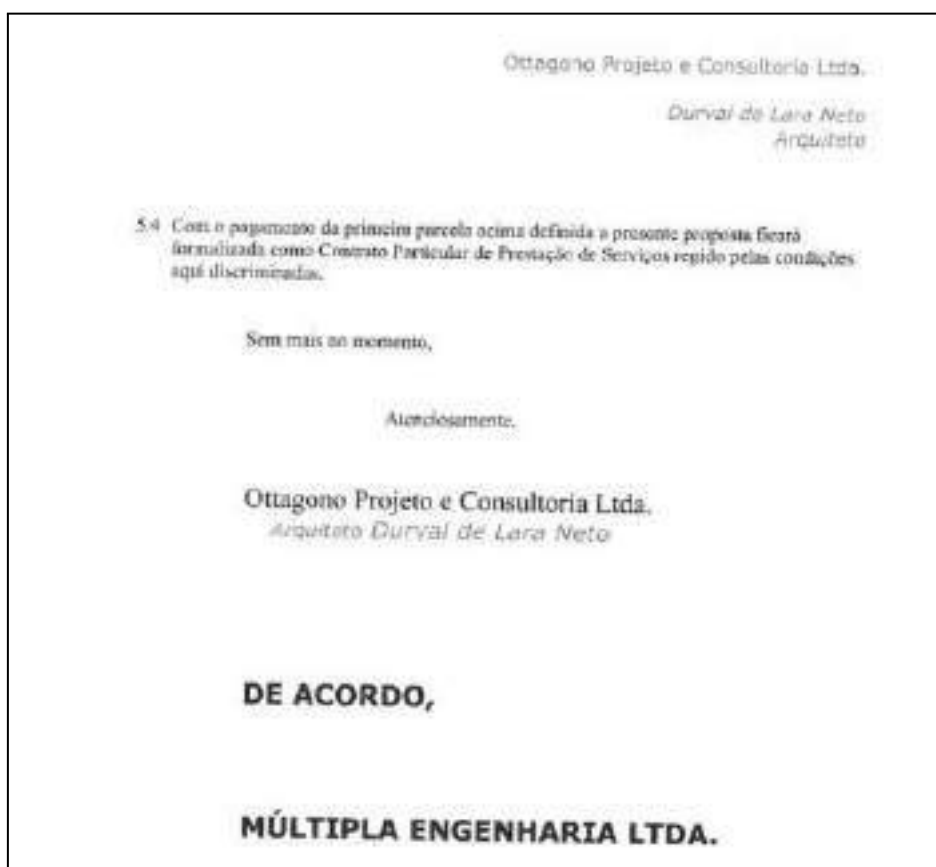 Ottagono Projeto e Consultoria Ltda.
Durval de Lara Neto
Arquiteto
5.4 Com o pagamento da primeira parcela acima definida a presente proposta ficará
formalizada como Contrato Particular de Prestação de Serviços regido pelas condições
aqui discriminadas.
Sem mais ao momento,
Atenciosamente,
Ottagono Projeto e Consultoria Ltda.
Arquiteto Durval de Lara Neto
DE ACORDO,
MÚLTIPLA ENGENHARIA LTDA.